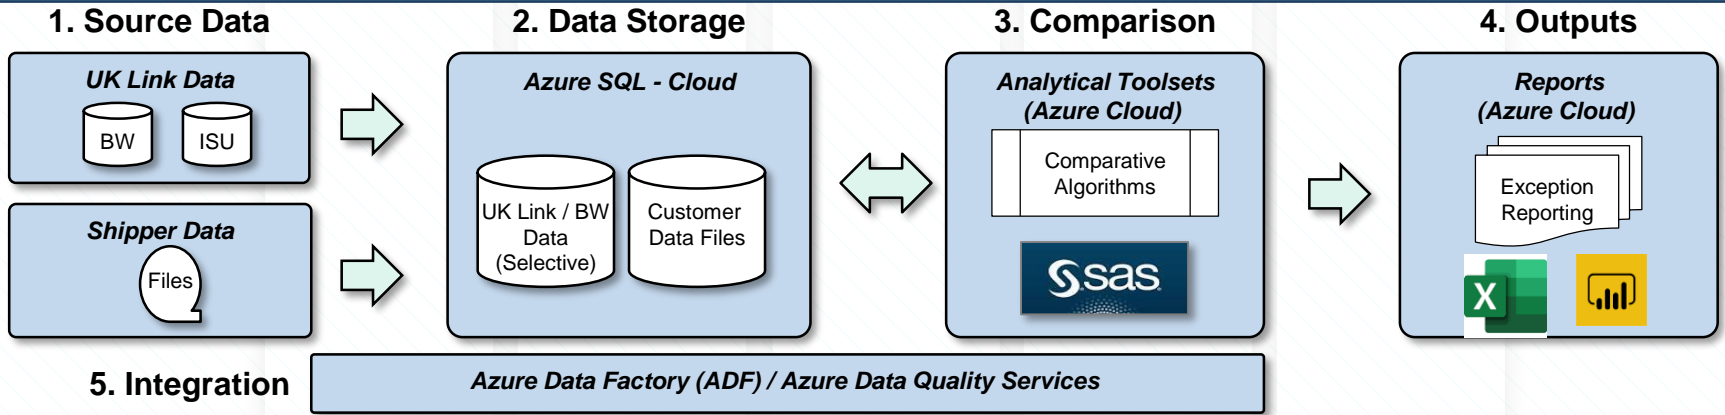 1. Source Data
2. Data Storage
3. Comparison
4. Outputs
UK Link Data
BW
ISU
Shipper Data
Files
Azure SQL - Cloud
UK Link / BW
Data
(Selective)
Customer
Data Files
Analytical Toolsets
(Azure Cloud)
Comparative
Algorithms
sas
Reports
(Azure Cloud)
Exception
Reporting
X
5. Integration
Azure Data Factory (ADF) / Azure Data Quality Services